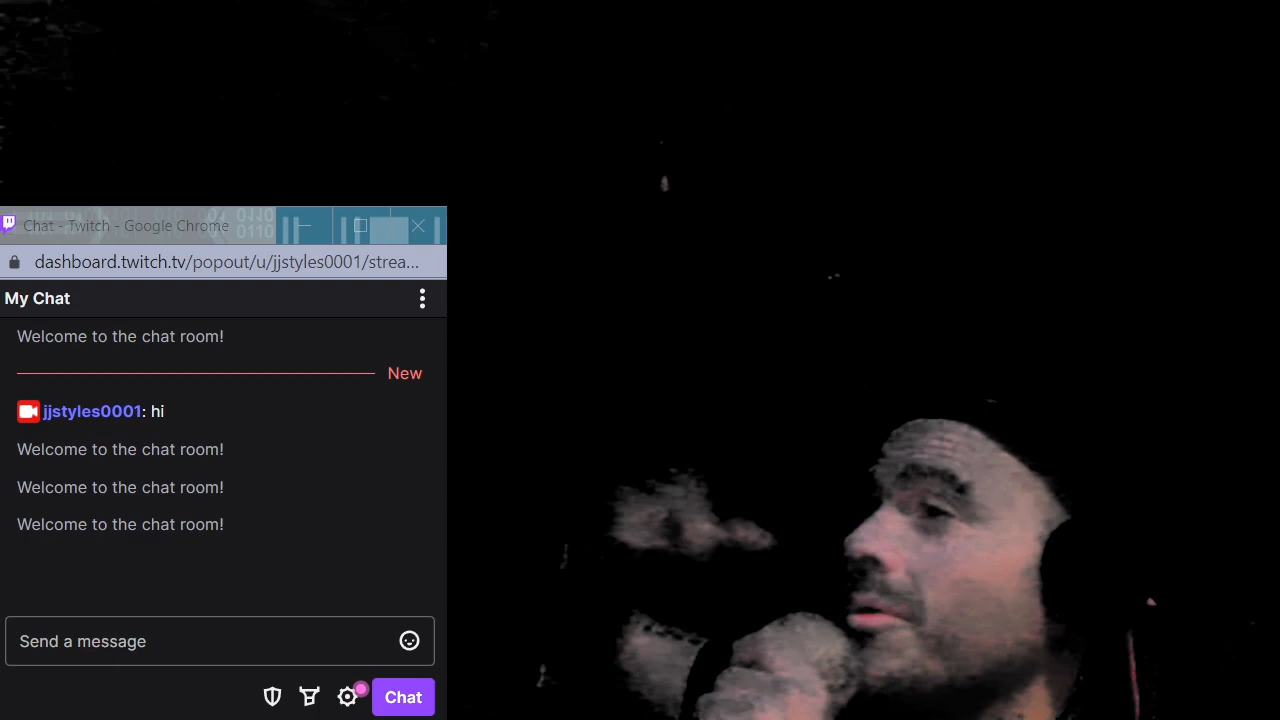 Chat - Twitch - Google Chrome
dashboard.twitch.tv/popout/u/jjstyles0001/strea...
My Chat
Welcome to the chat room!
New
jjstyles0001: hi
Welcome to the chat room!
Welcome to the chat room!
Welcome to the chat room!
Send a message
Chat